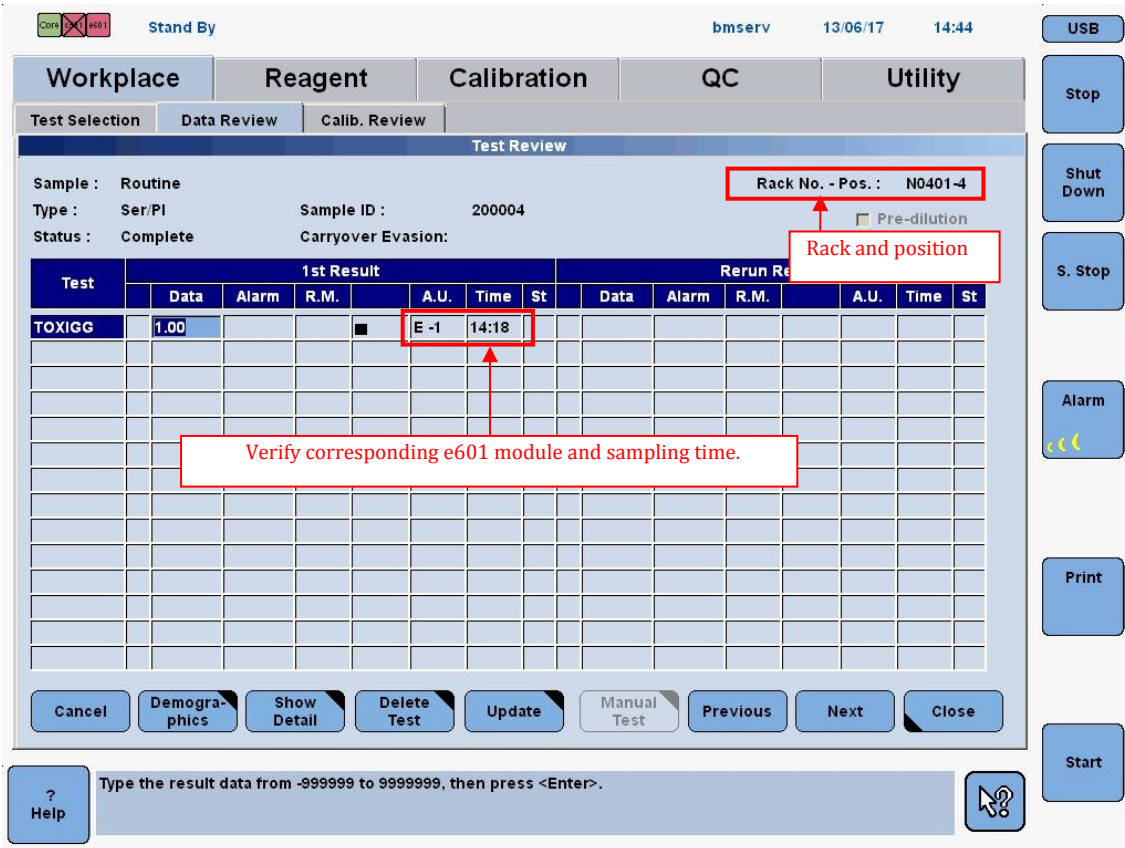 Core c501 e601 Stand By bmserv 13/06/17 14:44 USB
Workplace Reagent Calibration QC Utility
Stop
Test Selection Data Review Calib. Review
Test Review
Sample : Routine Rack No. - Pos. : N0401-4
Shut
Down
Type : Ser/Pl Sample ID : 200004 Pre-dilution
Status : Complete Carryover Evasion:
Rack and position
S. Stop
Test 1st Result Rerun Re
Data Alarm R.M. A.U. Time St Data Alarm R.M. A.U. Time St
TOXIGG 1.00 E -1 14:18
Alarm
Verify corresponding e601 module and sampling time.
Print
Cancel
Demogra-
phics
Show
Detail
Delete
Test
Update
Manual
Test
Previous
Next
Close
Start
?
Help
Type the result data from -999999 to 9999999, then press <Enter>.